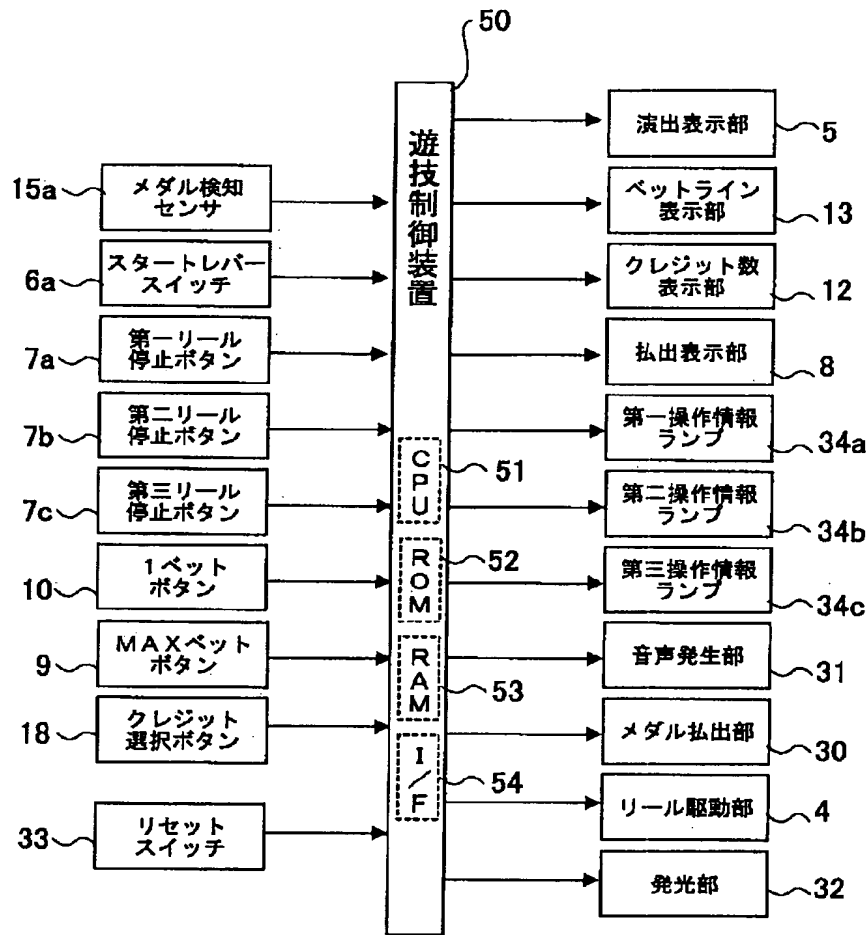 50
遊技制御装置
CPU
51
ROM
52
RAM
53
I/F
54
15a
メダル検知
センサ
6a
スタートレバー
スイッチ
7a
第一リール
停止ボタン
7b
第二リール
停止ボタン
7c
第三リール
停止ボタン
10
1ベット
ボタン
9
MAXベット
ボタン
18
クレジット
選択ボタン
33
リセット
スイッチ
演出表示部
5
ベットライン
表示部
13
クレジット数
表示部
12
払出表示部
8
第一操作情報
ランプ
34a
第二操作情報
ランプ
34b
第三操作情報
ランプ
34c
音声発生部
31
メダル払出部
30
リール駆動部
4
発光部
32